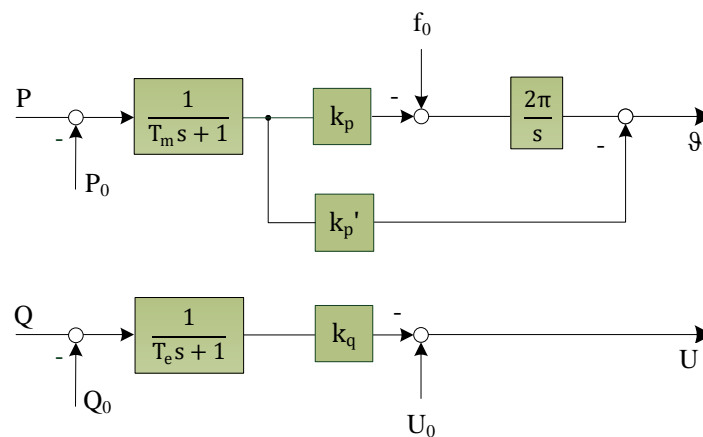 f₀
P
1
Tₘs + 1
kₚ
-
2π
s
-
P₀
-
ϑ
kₚ'
Q
1
Tₑs + 1
k_q
-
-
Q₀
U₀
U